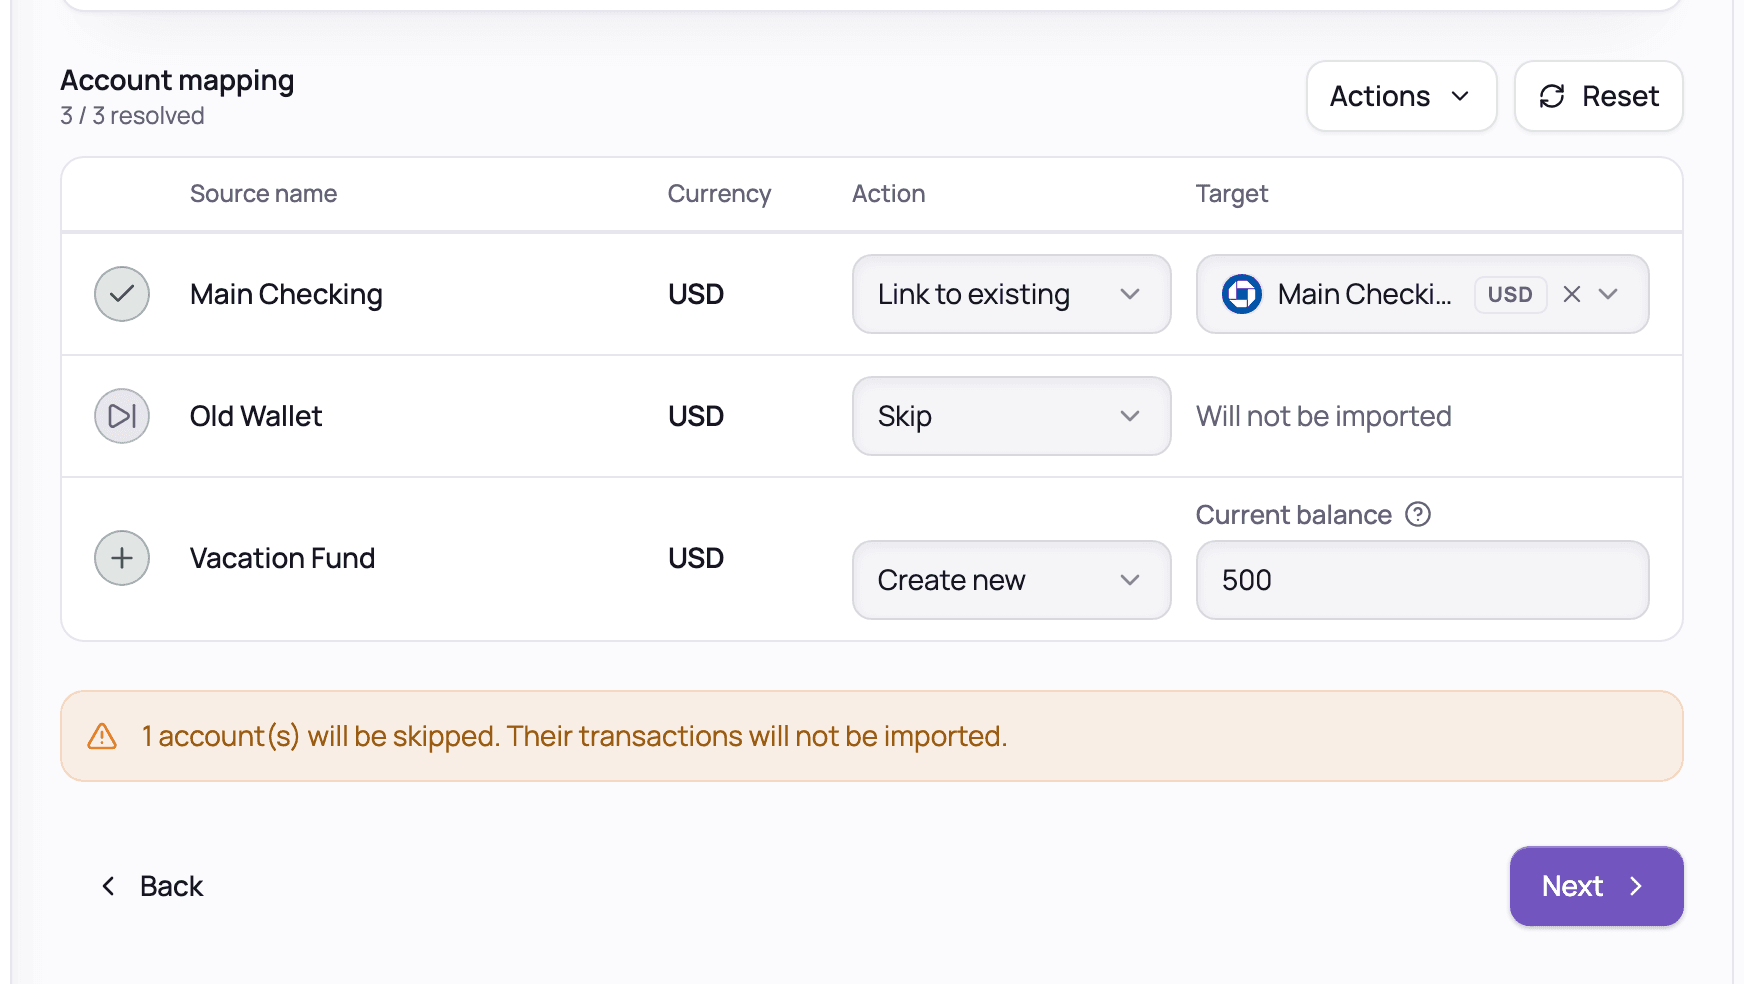 Account mapping
3 / 3 resolved
Actions
Reset
Source name Currency Action Target
Main Checking USD Link to existing Main Checki... USD
Old Wallet USD Skip Will not be imported
Current balance
Vacation Fund USD Create new 500
1 account(s) will be skipped. Their transactions will not be imported.
Back
Next